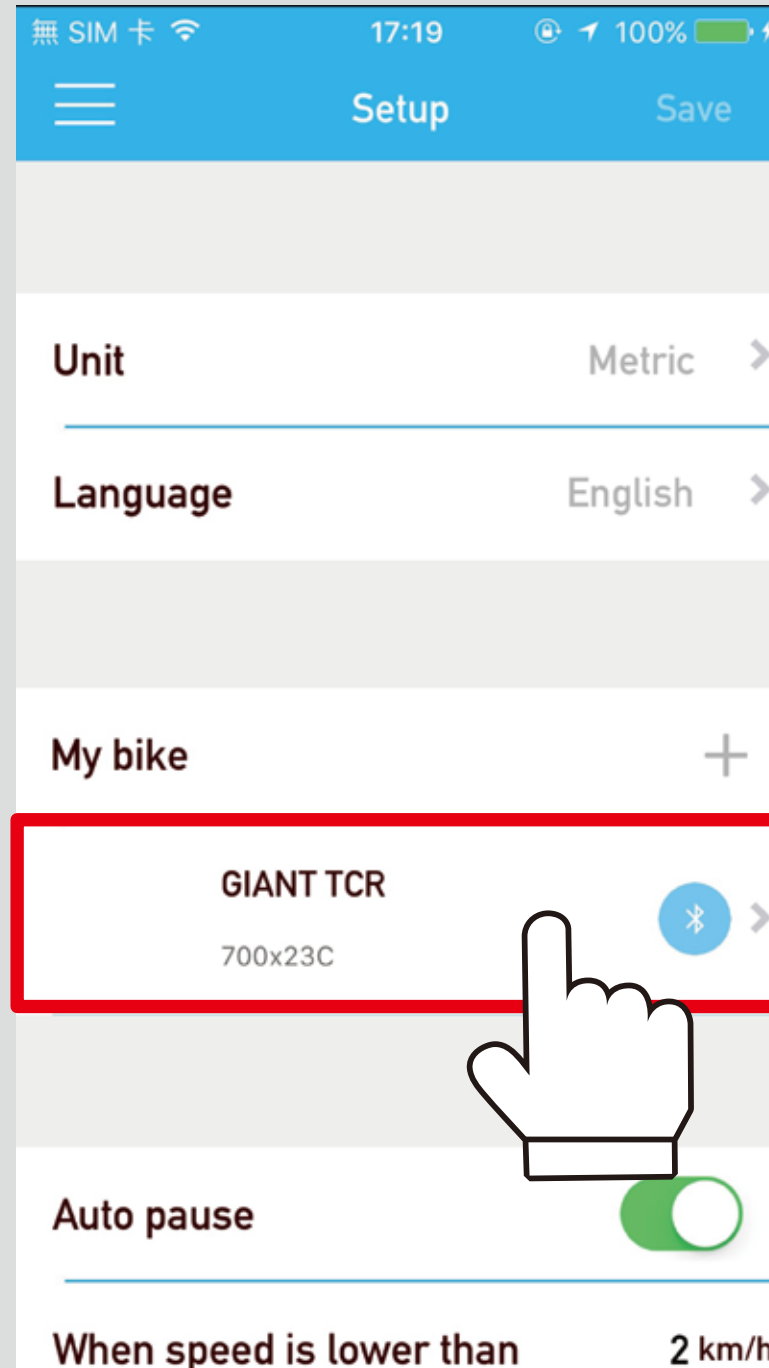 無 SIM 卡 17:19 100%
Setup Save
Unit Metric
Language English
My bike
GIANT TCR
700x23C
Auto pause
When speed is lower than 2 km/h